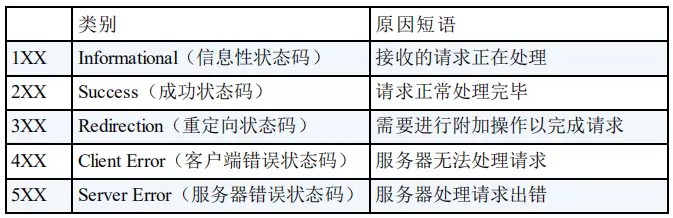 类别 原因短语
1XX Informational（信息性状态码） 接收的请求正在处理
2XX Success（成功状态码） 请求正常处理完毕
3XX Redirection（重定向状态码） 需要进行附加操作以完成请求
4XX Client Error（客户端错误状态码） 服务器无法处理请求
5XX Server Error（服务器错误状态码） 服务器处理请求出错